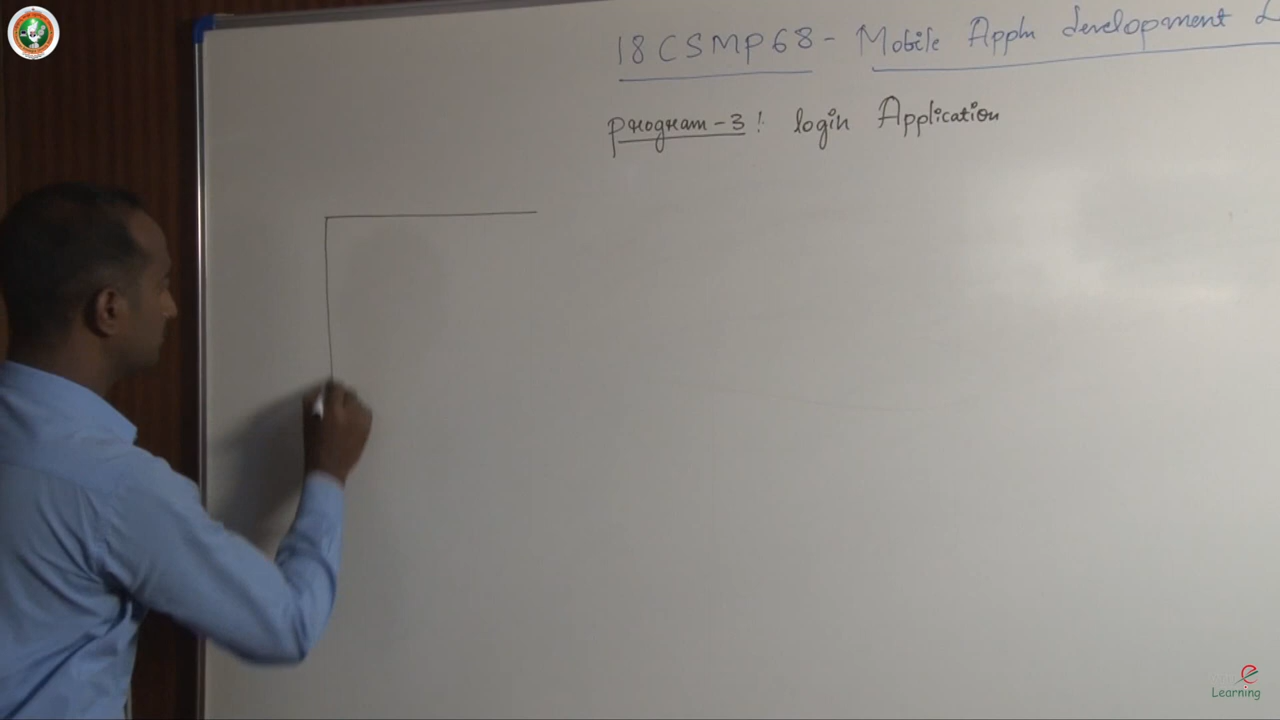 18CSMP68 - Mobile Appln development L
program-3: login Application
e
Learning